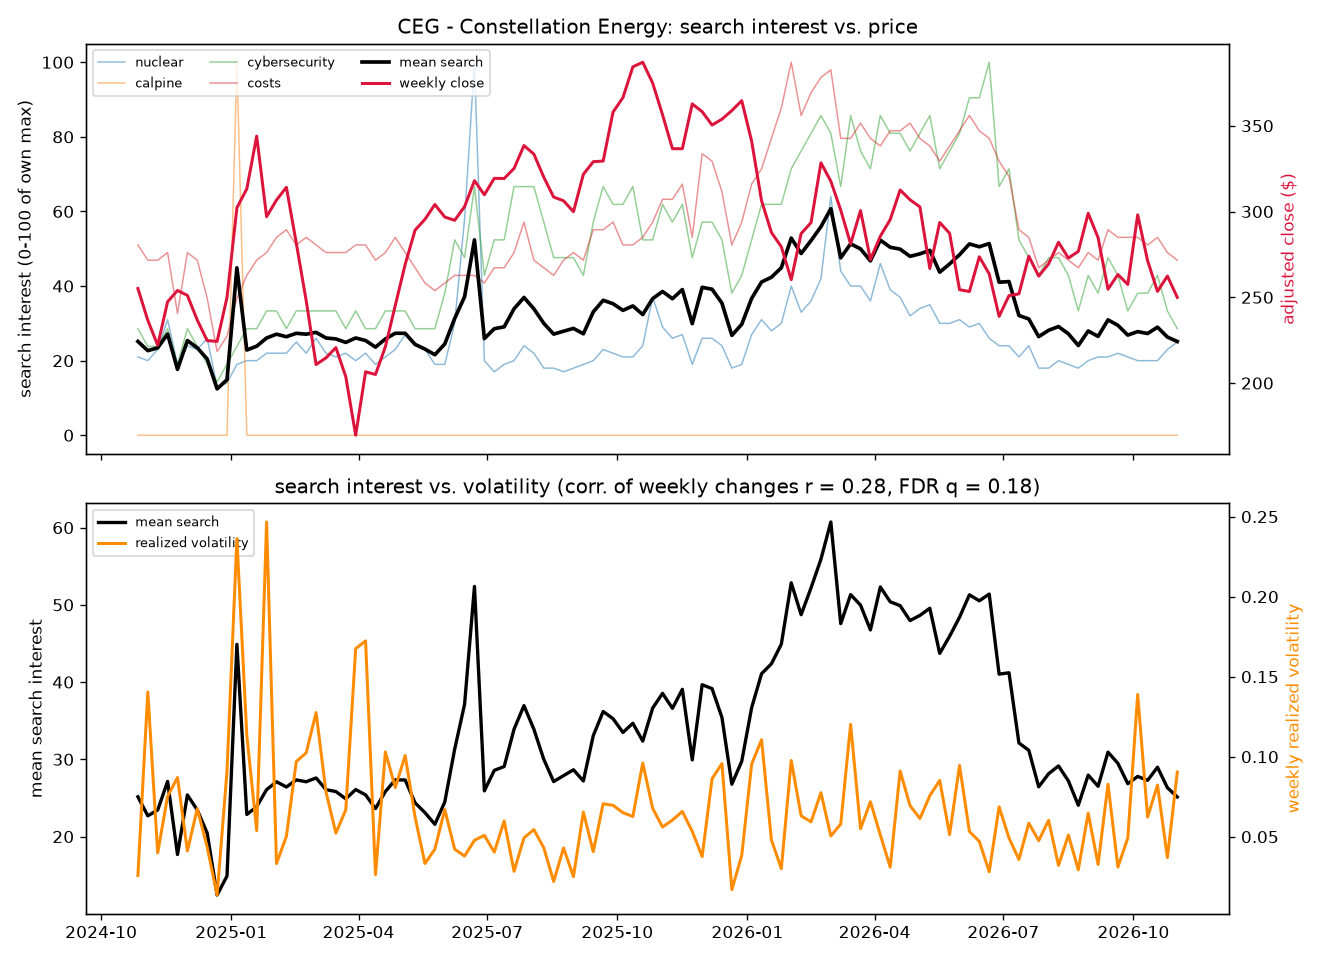 CEG - Constellation Energy: search interest vs. price
nuclear
calpine
cybersecurity
costs
mean search
weekly close
100
80
60
40
20
0
search interest (0-100 of own max)
350
300
250
200
adjusted close ($)
search interest vs. volatility (corr. of weekly changes r = 0.28, FDR q = 0.18)
mean search
realized volatility
60
50
40
30
20
mean search interest
0.25
0.20
0.15
0.10
0.05
weekly realized volatility
2024-10
2025-01
2025-04
2025-07
2025-10
2026-01
2026-04
2026-07
2026-10